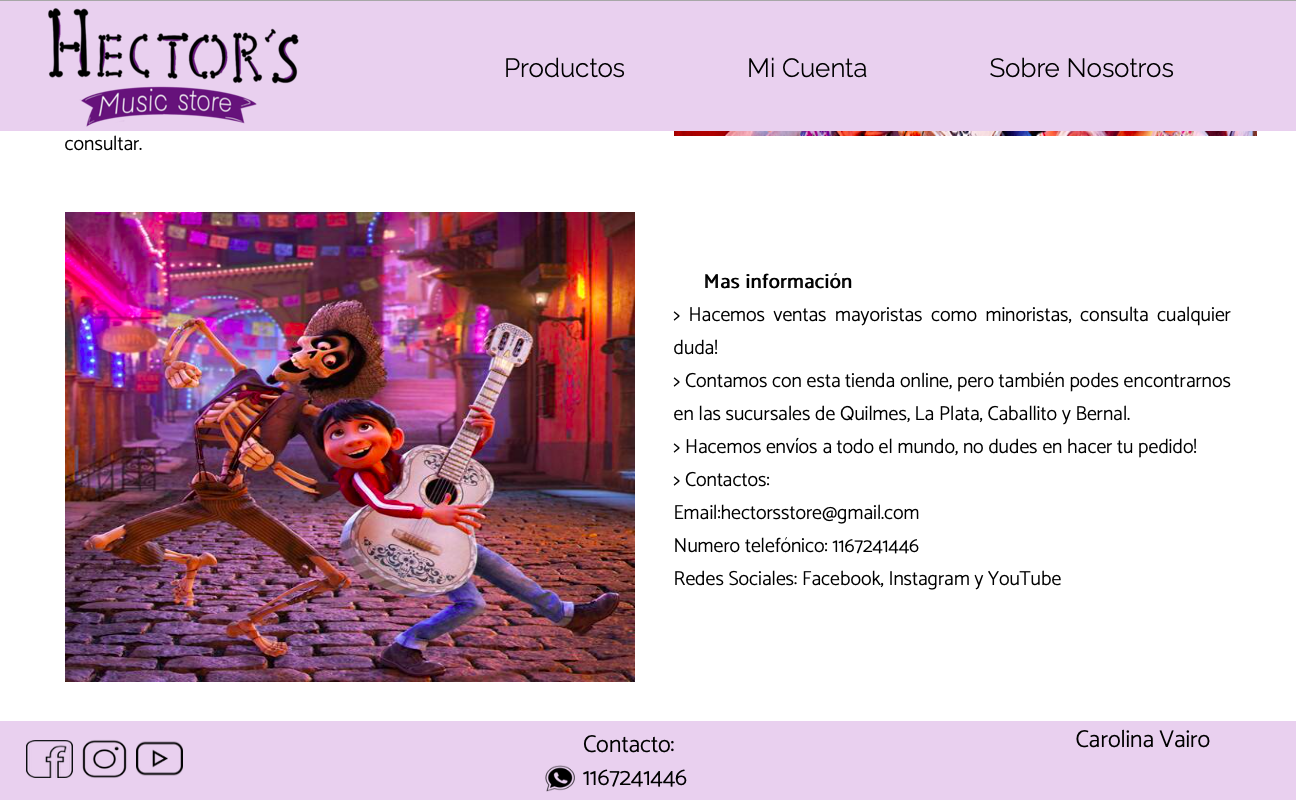 HECTOR'S
Music store
Productos
Mi Cuenta
Sobre Nosotros
consultar.
Mas información
> Hacemos ventas mayoristas como minoristas, consulta cualquier
duda!
> Contamos con esta tienda online, pero también podes encontrarnos
en las sucursales de Quilmes, La Plata, Caballito y Bernal.
> Hacemos envíos a todo el mundo, no dudes en hacer tu pedido!
> Contactos:
Email:hectorsstore@gmail.com
Numero telefónico: 1167241446
Redes Sociales: Facebook, Instagram y YouTube
Contacto:
1167241446
Carolina Vairo